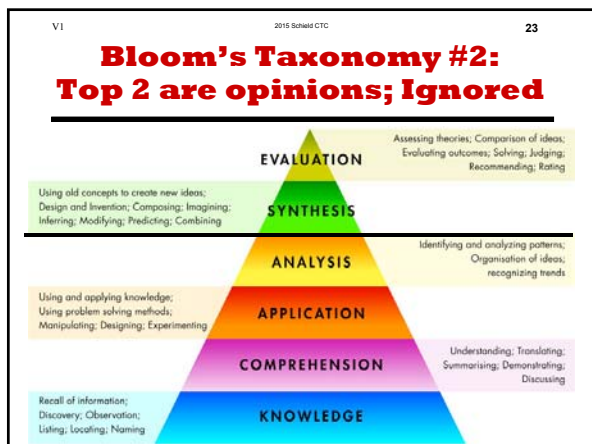 V1
2015 Schield CTC
23
Bloom's Taxonomy #2:
Top 2 are opinions; Ignored
Assessing theories; Comparison of ideas;
Evaluating outcomes; Solving; Judging;
Recommending; Rating
EVALUATION
Using old concepts to create new ideas;
Design and Invention; Composing; Imagining;
Inferring; Modifying; Predicting; Combining
SYNTHESIS
Identifying and analyzing patterns;
Organisation of ideas;
recognizing trends
ANALYSIS
Using and applying knowledge;
Using problem solving methods;
Manipulating; Designing; Experimenting
APPLICATION
Understanding; Translating;
Summarising; Demonstrating;
Discussing
COMPREHENSION
Recall of information;
Discovery; Observation;
Listing; Locating; Naming
KNOWLEDGE